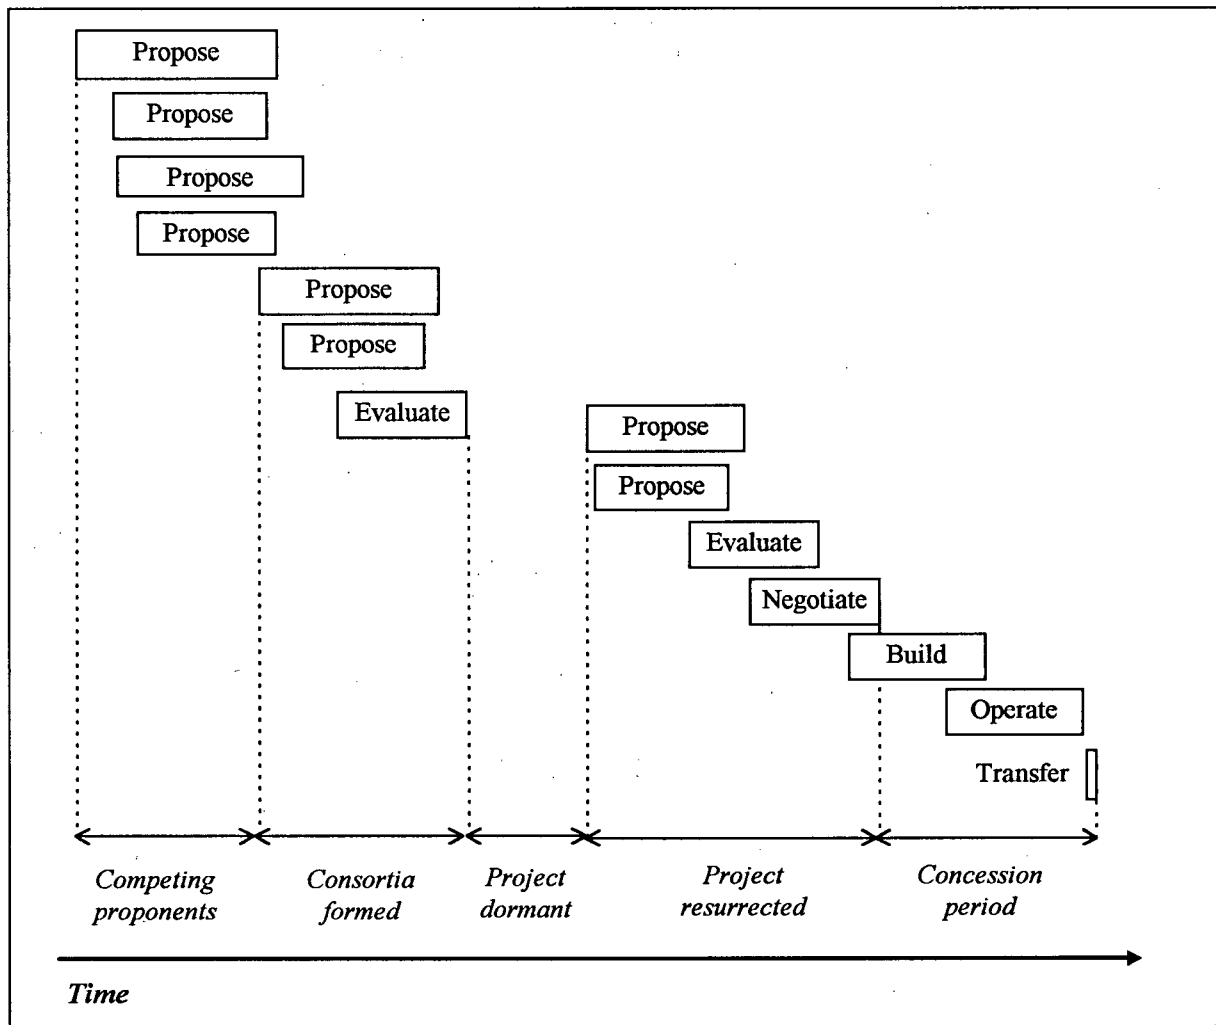 Propose
Propose
Propose
Propose
Propose
Propose
Evaluate
Propose
Propose
Evaluate
Negotiate
Build
Operate
Transfer
Competing
proponents
Consortia
formed
Project
dormant
Project
resurrected
Concession
period
Time